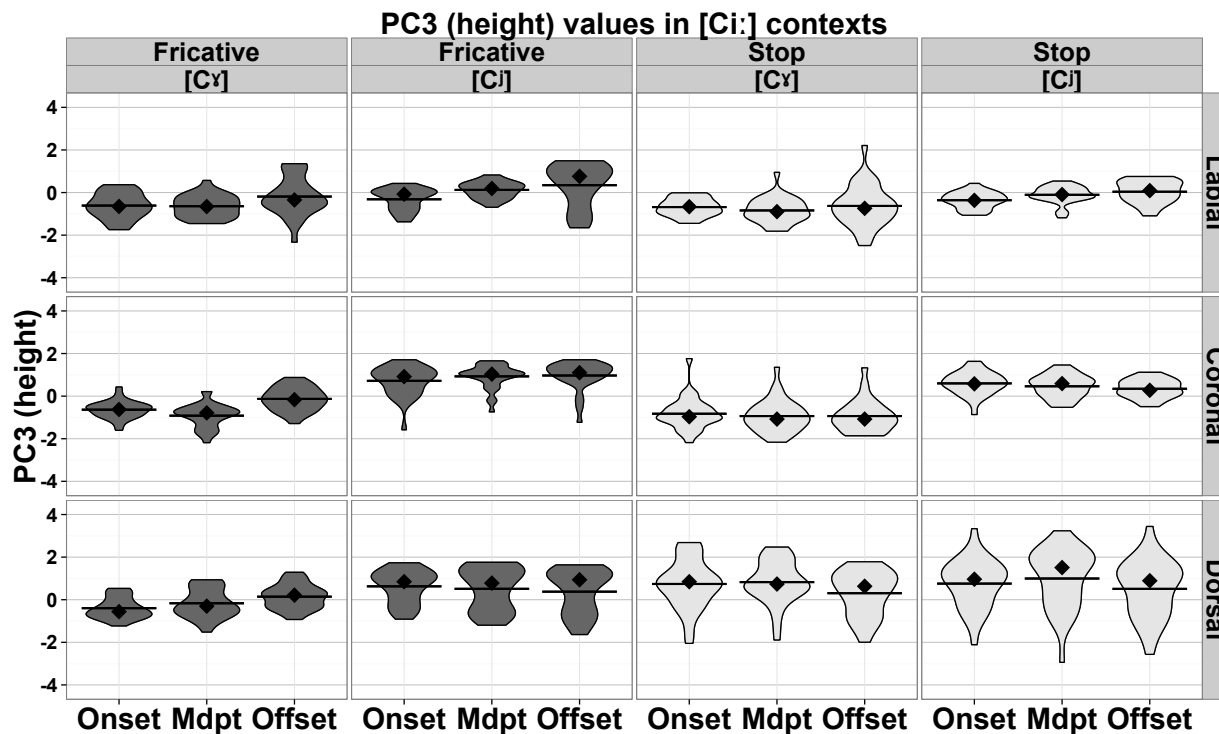 PC3 (height) values in [Ciː] contexts
Fricative Fricative Stop Stop
[Cˠ] [Cʲ] [Cˠ] [Cʲ]
PC3 (height)
4
2
0
-2
-4
Labial
4
2
0
-2
-4
Coronal
4
2
0
-2
-4
Dorsal
Onset Mdpt Offset Onset Mdpt Offset Onset Mdpt Offset Onset Mdpt Offset